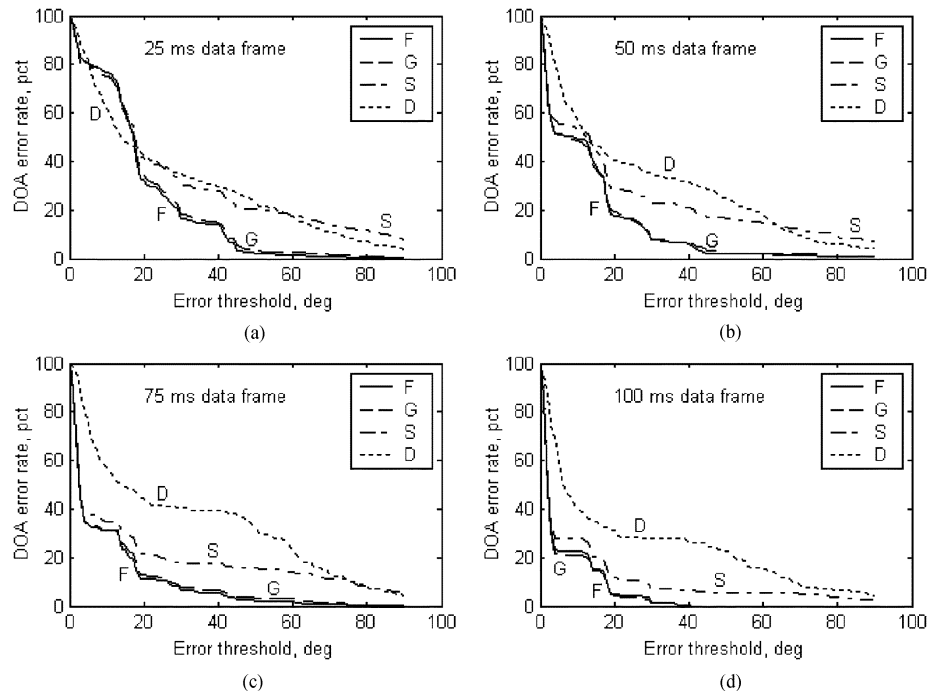 100
80
60
40
20
0
DOA error rate, pct
25 ms data frame
F
G
S
D
D
F
G
S
0 20 40 60 80 100
Error threshold, deg
(a)
100
80
60
40
20
0
DOA error rate, pct
50 ms data frame
F
G
S
D
D
F
G
S
0 20 40 60 80 100
Error threshold, deg
(b)
100
80
60
40
20
0
DOA error rate, pct
75 ms data frame
F
G
S
D
D
S
F
G
0 20 40 60 80 100
Error threshold, deg
(c)
100
80
60
40
20
0
DOA error rate, pct
100 ms data frame
F
G
S
D
D
G
F
S
0 20 40 60 80 100
Error threshold, deg
(d)